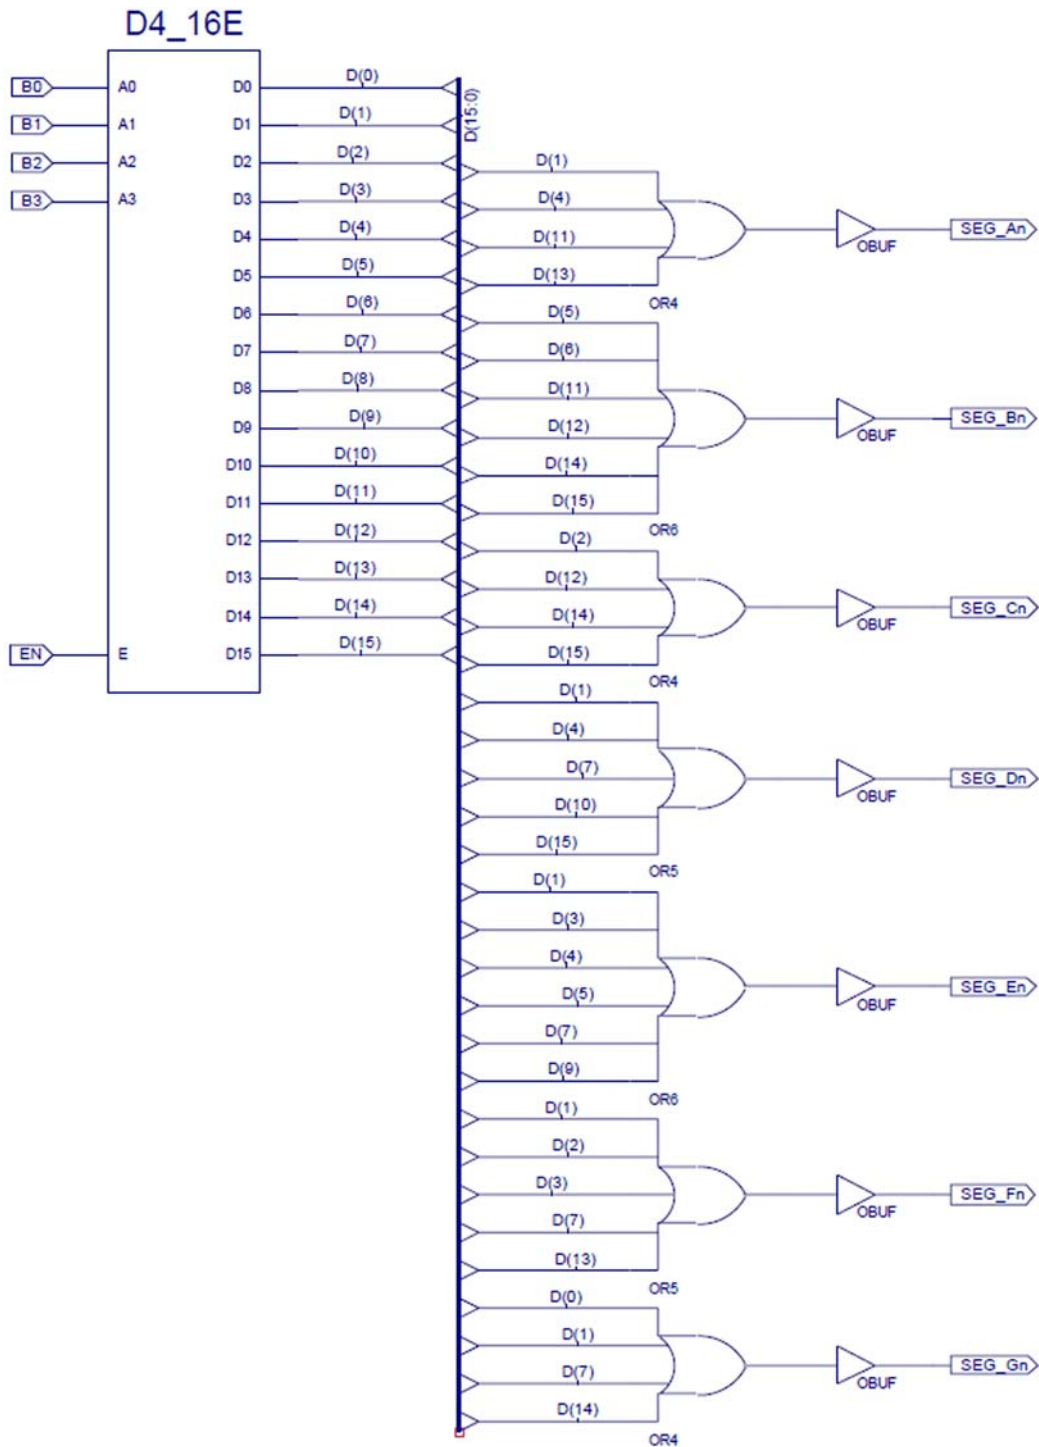 D4_16E
B0 A0 D0 D(0)
B1 A1 D1 D(1)
B2 A2 D2 D(2)
B3 A3 D3 D(3)
D4 D(4)
D5 D(5)
D6 D(6)
D7 D(7)
D8 D(8)
D9 D(9)
D10 D(10)
D11 D(11)
D12 D(12)
D13 D(13)
D14 D(14)
EN E D15 D(15)
D(15:0)
D(1)
D(4)
D(11)
D(13)
OR4
OBUF
SEG_An
D(5)
D(6)
D(11)
D(12)
D(14)
D(15)
OR6
OBUF
SEG_Bn
D(2)
D(12)
D(14)
D(15)
OR4
OBUF
SEG_Cn
D(1)
D(4)
D(7)
D(10)
D(15)
OR5
OBUF
SEG_Dn
D(1)
D(3)
D(4)
D(5)
D(7)
D(9)
OR6
OBUF
SEG_En
D(1)
D(2)
D(3)
D(7)
D(13)
OR5
OBUF
SEG_Fn
D(0)
D(1)
D(7)
D(14)
OR4
OBUF
SEG_Gn